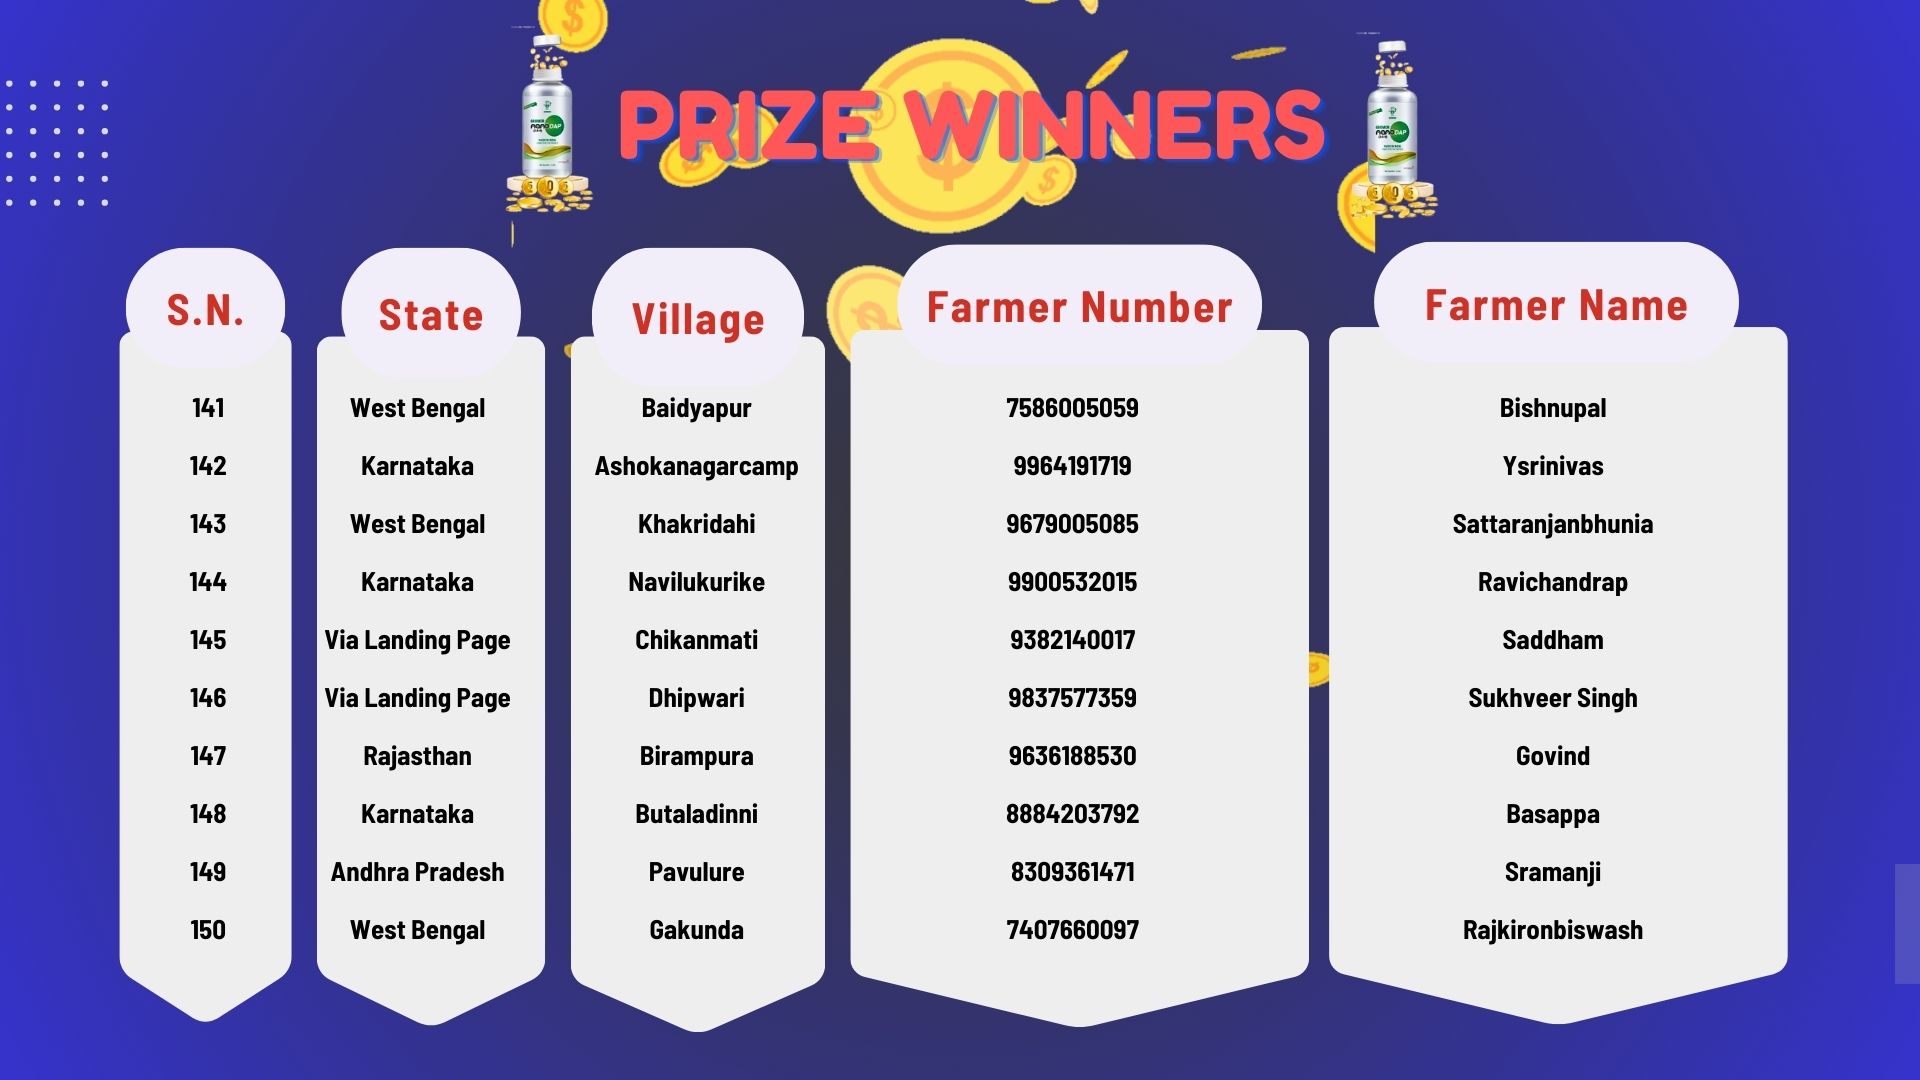 PRIZE WINNERS
S.N. State Village Farmer Number Farmer Name
141 West Bengal Baidyapur 7586005059 Bishnupal
142 Karnataka Ashokanagarcamp 9964191719 Ysrinivas
143 West Bengal Khakridahi 9679005085 Sattaranjanbhunia
144 Karnataka Navilukurike 9900532015 Ravichandrap
145 Via Landing Page Chikanmati 9382140017 Saddham
146 Via Landing Page Dhipwari 9837577359 Sukhveer Singh
147 Rajasthan Birampura 9636188530 Govind
148 Karnataka Butaladinni 8884203792 Basappa
149 Andhra Pradesh Pavulure 8309361471 Sramanji
150 West Bengal Gakunda 7407660097 Rajkironbiswash